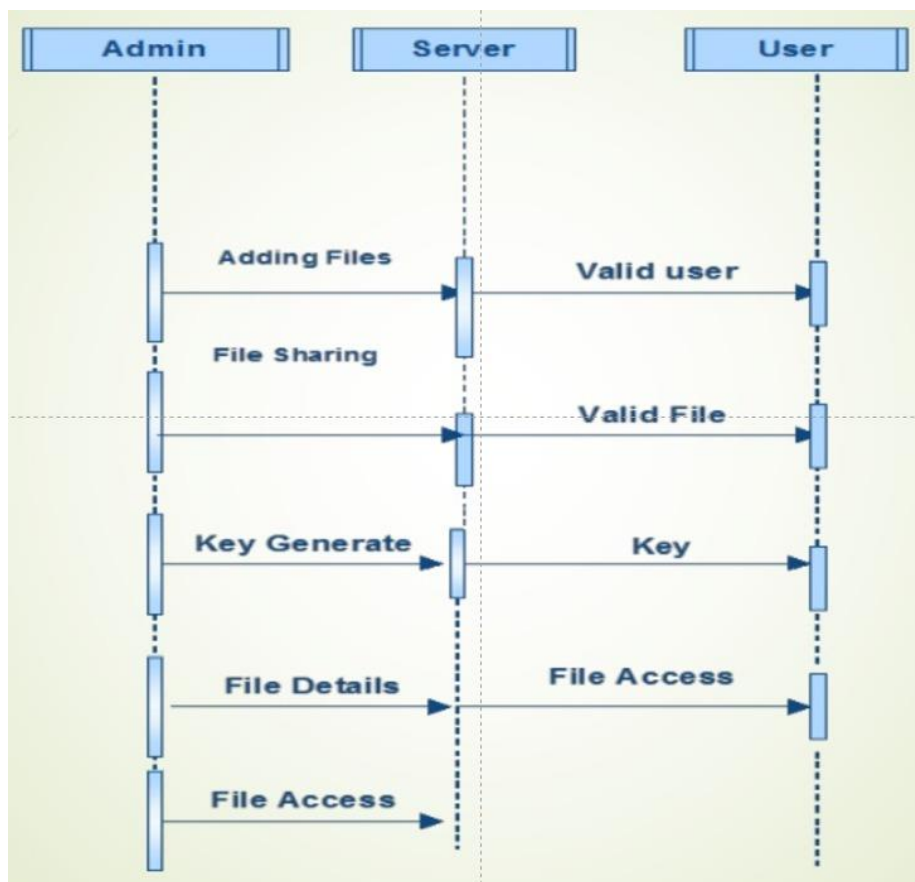 Admin
Server
User
Adding Files
Valid user
File Sharing
Valid File
Key Generate
Key
File Details
File Access
File Access